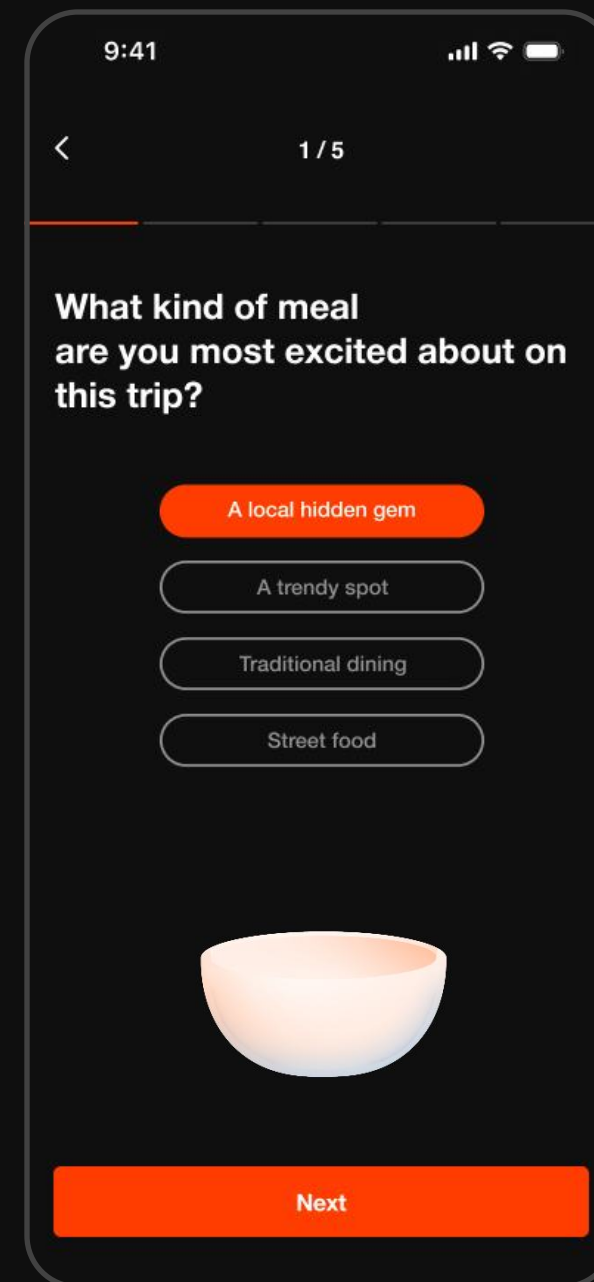 9:41
1 / 5
What kind of meal
are you most excited about on
this trip?
A local hidden gem
A trendy spot
Traditional dining
Street food
Next